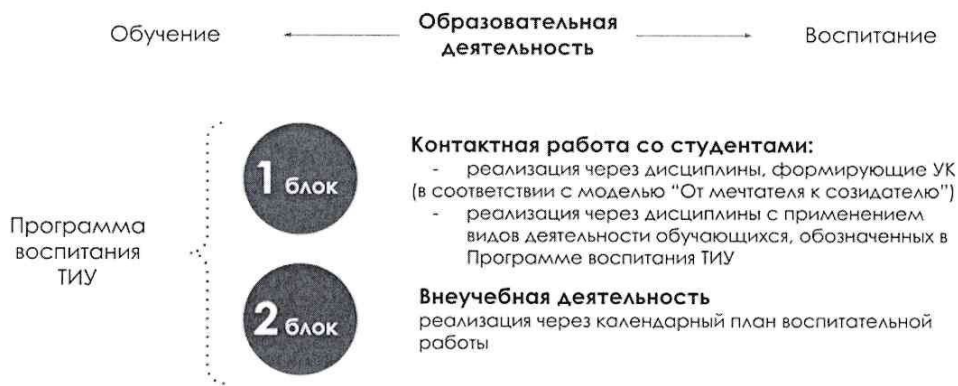 Обучение
Образовательная
деятельность
Воспитание
Программа
воспитания
ТИУ
1 блок
Контактная работа со студентами:
- реализация через дисциплины, формирующие УК
(в соответствии с моделью “От мечтателя к созидателю”)
- реализация через дисциплины с применением
видов деятельности обучающихся, обозначенных в
Программе воспитания ТИУ
2 блок
Внеучебная деятельность
реализация через календарный план воспитательной
работы